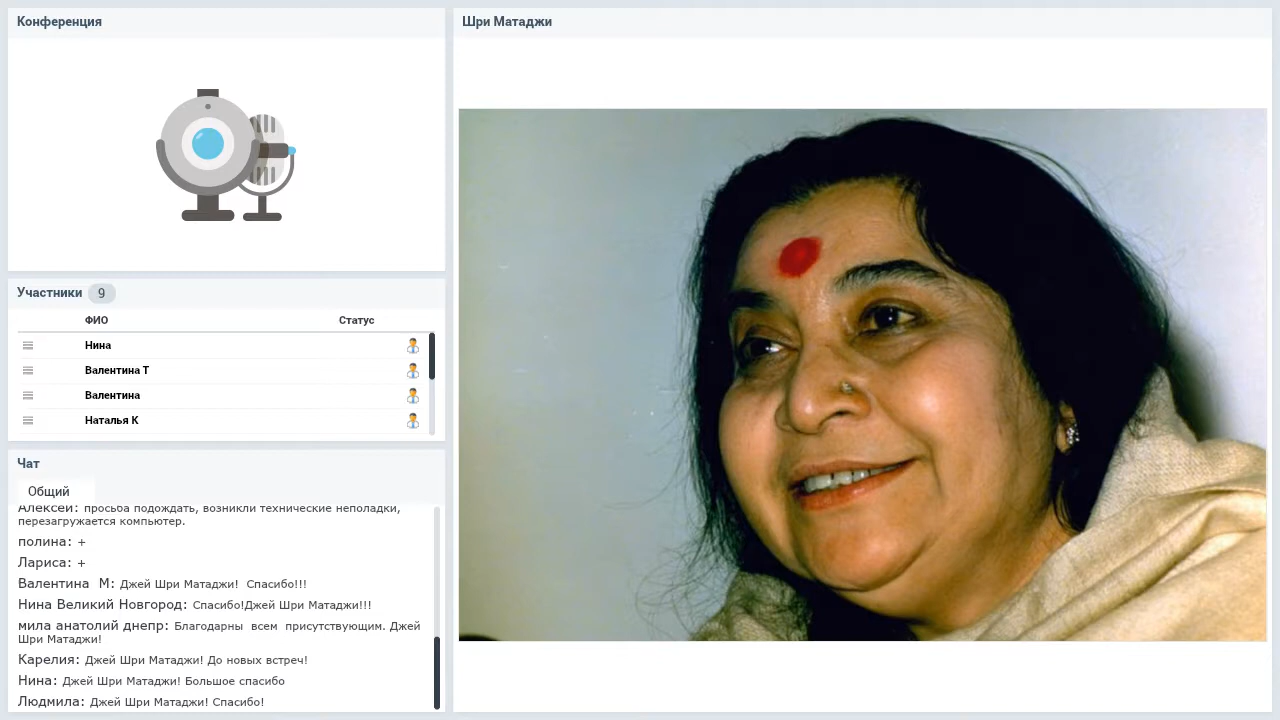 Конференция
Шри Матаджи
Участники 9
ФИО Статус
Нина
Валентина Т
Валентина
Наталья К
Чат
Общий
Алексей: просьба подождать, возникли технические неполадки,
перезагружается компьютер.
полина: +
Лариса: +
Валентина М: Джей Шри Матаджи! Спасибо!!!
Нина Великий Новгород: Спасибо!Джей Шри Матаджи!!!
мила анатолий днепр: Благодарны всем присутствующим. Джей
Шри Матаджи!
Карелия: Джей Шри Матаджи! До новых встреч!
Нина: Джей Шри Матаджи! Большое спасибо
Людмила: Джей Шри Матаджи! Спасибо!